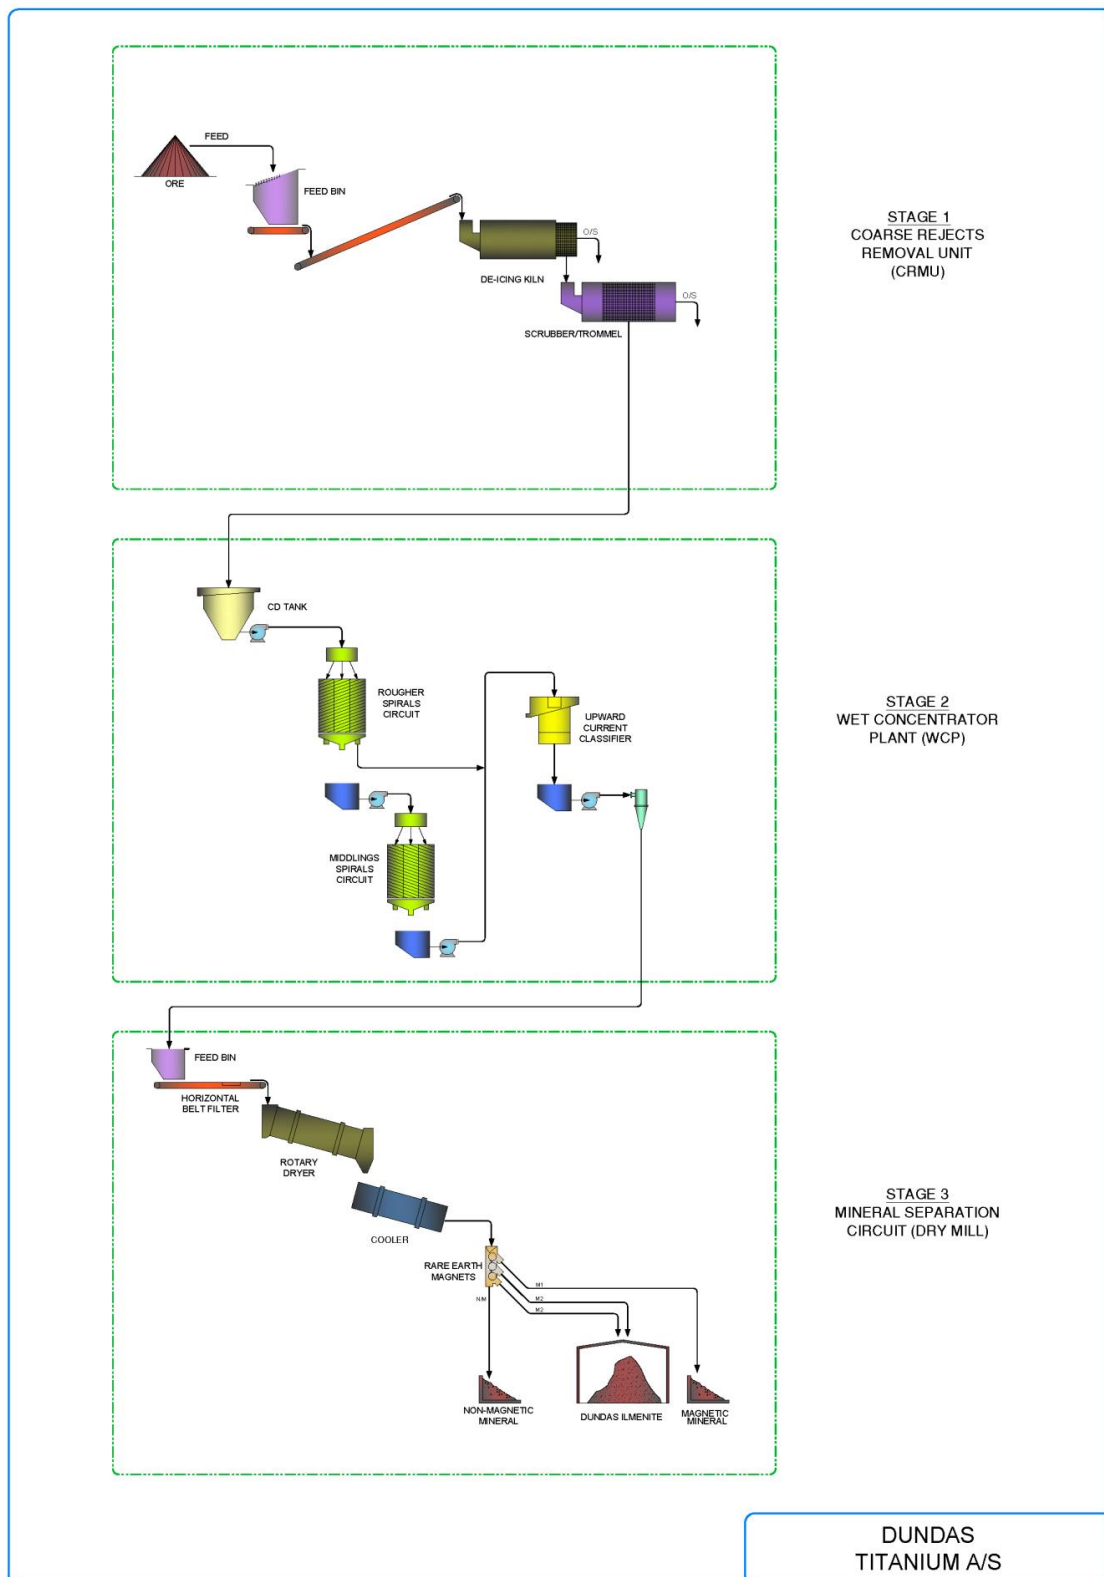 FEED
ORE
FEED BIN
DE-ICING KILN
O/S
SCRUBBER/TROMMEL
O/S
STAGE 1
COARSE REJECTS
REMOVAL UNIT
(CRMU)
CD TANK
ROUGHER
SPIRALS
CIRCUIT
UPWARD
CURRENT
CLASSIFIER
MIDDLINGS
SPIRALS
CIRCUIT
STAGE 2
WET CONCENTRATOR
PLANT (WCP)
FEED BIN
HORIZONTAL
BELT FILTER
ROTARY
DRYER
COOLER
RARE EARTH
MAGNETS
M1
M2
M2
N/M
NON-MAGNETIC
MINERAL
DUNDAS ILMENITE
MAGNETIC
MINERAL
STAGE 3
MINERAL SEPARATION
CIRCUIT (DRY MILL)
DUNDAS
TITANIUM A/S